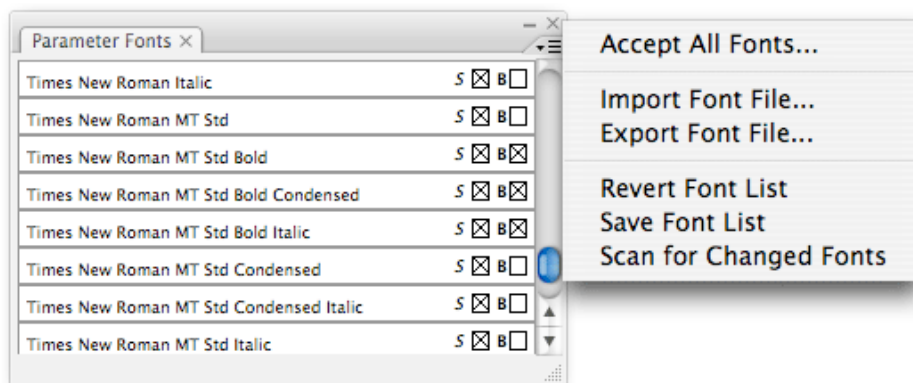 Parameter Fonts
Times New Roman Italic S B
Times New Roman MT Std S B
Times New Roman MT Std Bold S B
Times New Roman MT Std Bold Condensed S B
Times New Roman MT Std Bold Italic S B
Times New Roman MT Std Condensed S B
Times New Roman MT Std Condensed Italic S B
Times New Roman MT Std Italic S B
Accept All Fonts...
Import Font File...
Export Font File...
Revert Font List
Save Font List
Scan for Changed Fonts